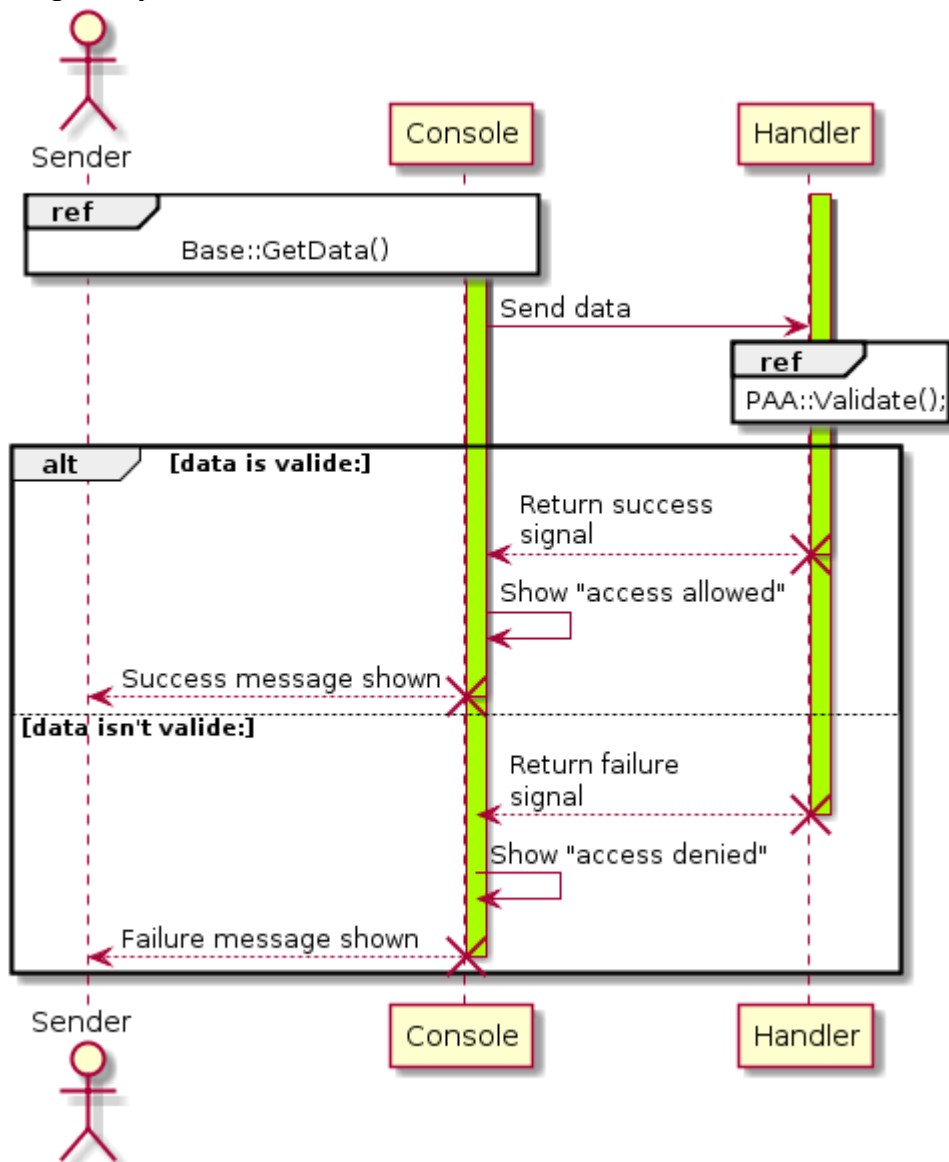 Sender
Console
Handler
ref
Base::GetData()
Send data
ref
PAA::Validate();
alt
[data is valide:]
Return success
signal
Show "access allowed"
Success message shown
[data isn't valide:]
Return failure
signal
Show "access denied"
Failure message shown
Sender
Console
Handler